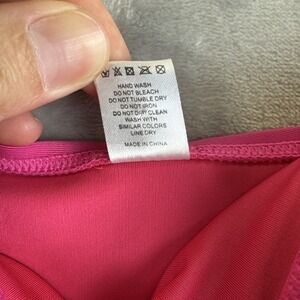 HAND WASH
DO NOT BLEACH
DO NOT TUMBLE DRY
DO NOT IRON
DO NOT DRY CLEAN
WASH WITH
SIMILAR COLORS
LINE DRY
MADE IN CHINA